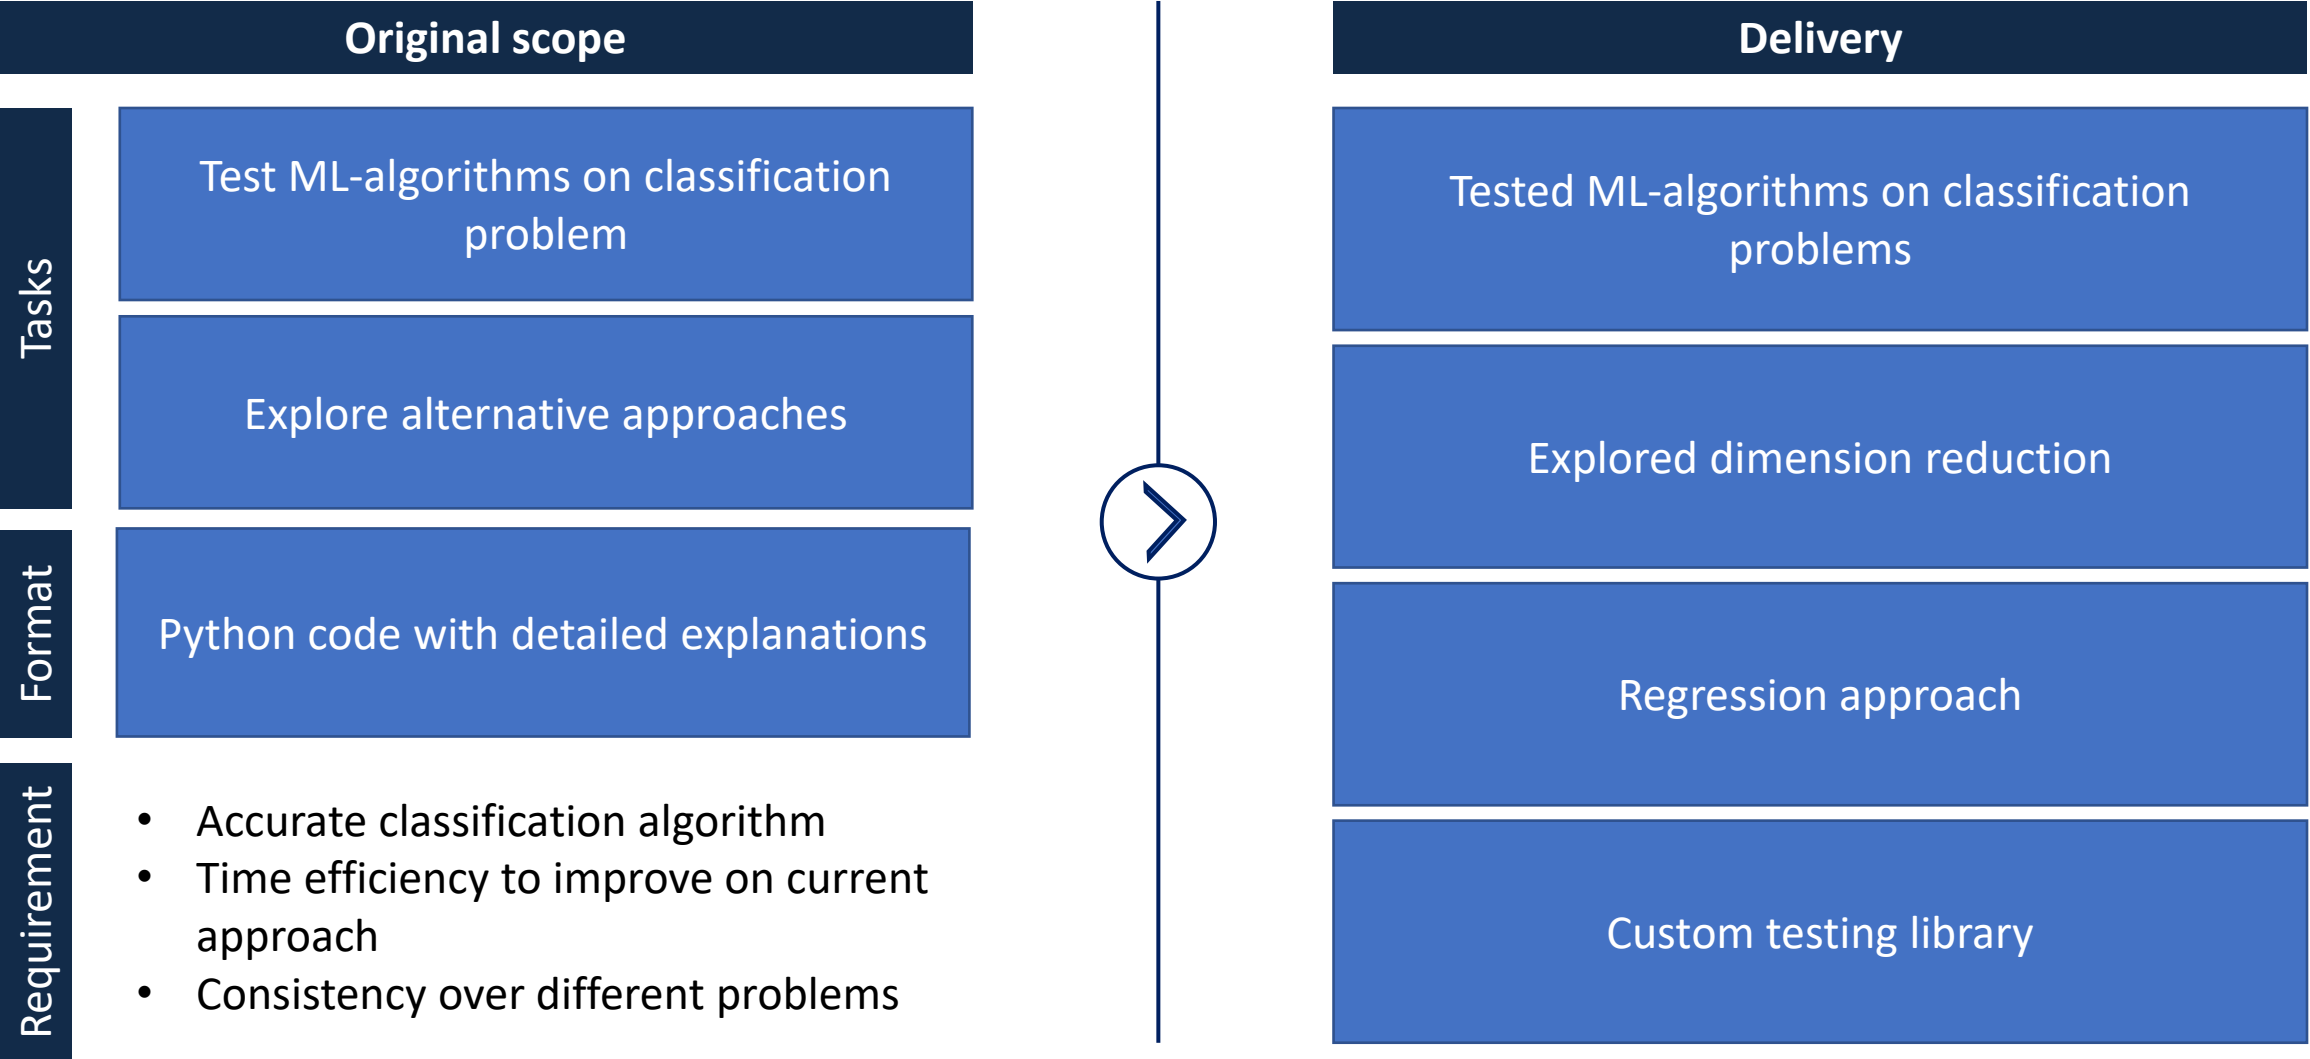 Original scope
Tasks
Test ML-algorithms on classification
problem
Explore alternative approaches
Format
Python code with detailed explanations
Requirement
• Accurate classification algorithm
• Time efficiency to improve on current
approach
• Consistency over different problems
Delivery
Tested ML-algorithms on classification
problems
Explored dimension reduction
Regression approach
Custom testing library